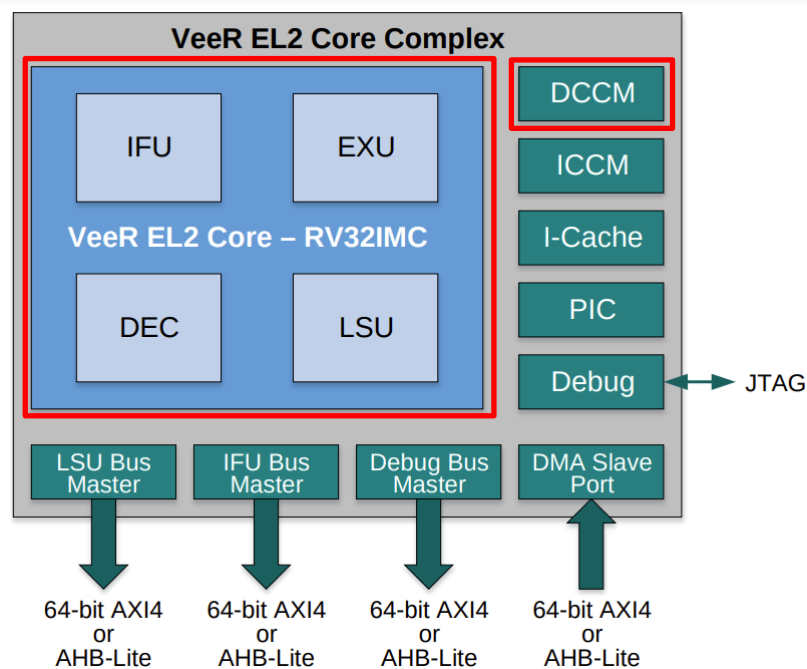 VeeR EL2 Core Complex
IFU
EXU
VeeR EL2 Core – RV32IMC
DEC
LSU
DCCM
ICCM
I-Cache
PIC
Debug
JTAG
LSU Bus
Master
IFU Bus
Master
Debug Bus
Master
DMA Slave
Port
64-bit AXI4
or
AHB-Lite
64-bit AXI4
or
AHB-Lite
64-bit AXI4
or
AHB-Lite
64-bit AXI4
or
AHB-Lite